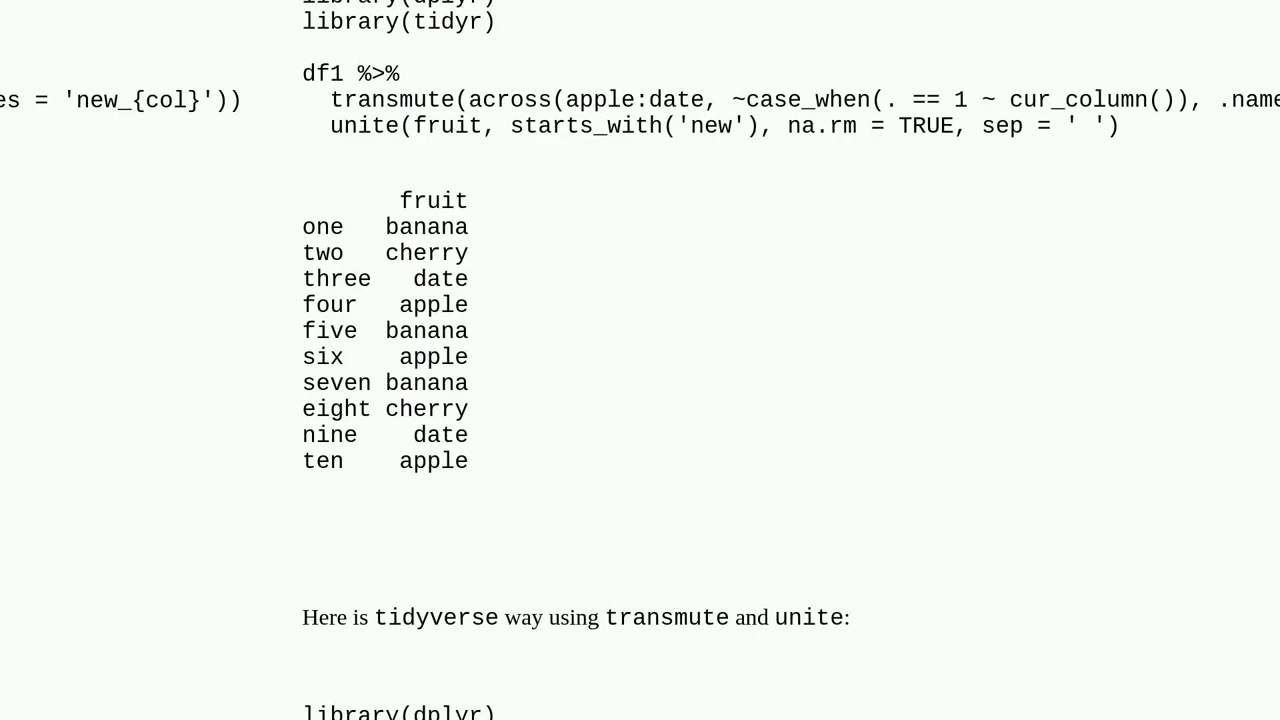 library(dplyr)
library(tidyr)
df1 %>%
es = 'new_{col}'))
transmute(across(apple:date, ~case_when(. == 1 ~ cur_column()), .name
unite(fruit, starts_with('new'), na.rm = TRUE, sep = ' ')
fruit
one banana
two cherry
three date
four apple
five banana
six apple
seven banana
eight cherry
nine date
ten apple
Here is tidyverse way using transmute and unite:
library(dplyr)